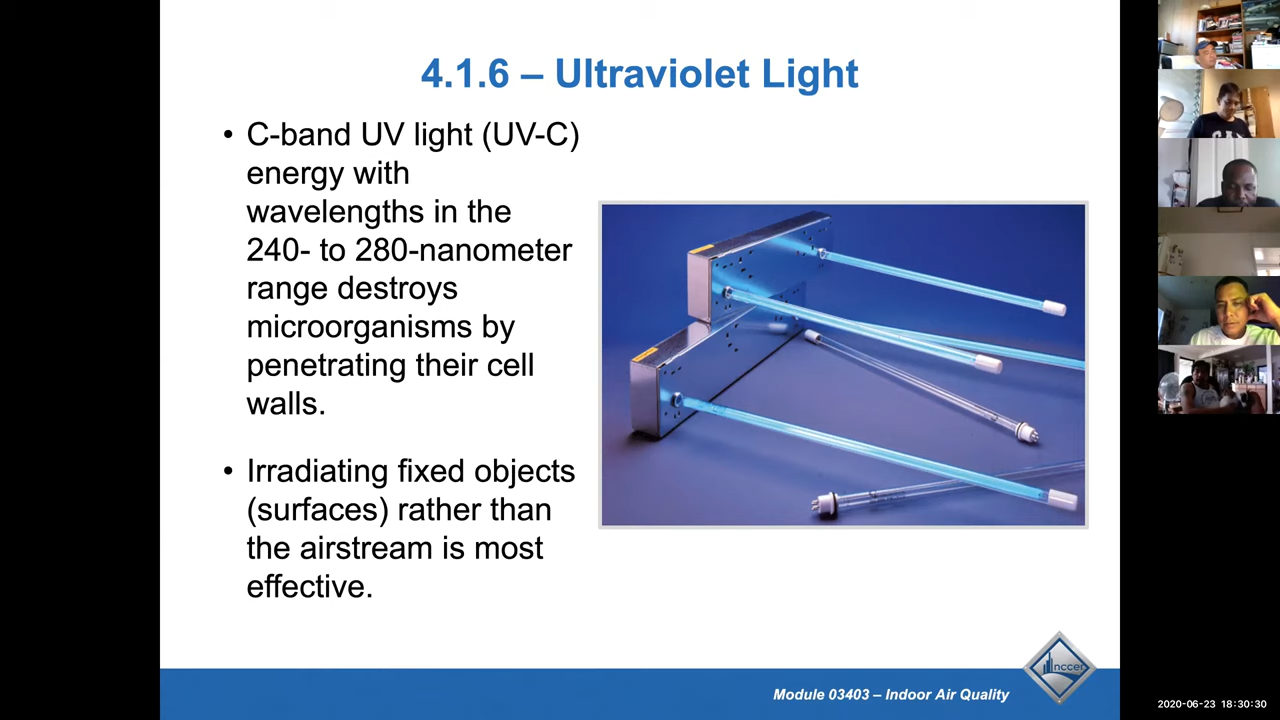 4.1.6 – Ultraviolet Light
• C-band UV light (UV-C)
energy with
wavelengths in the
240- to 280-nanometer
range destroys
microorganisms by
penetrating their cell
walls.
• Irradiating fixed objects
(surfaces) rather than
the airstream is most
effective.
nccer
Module 03403 – Indoor Air Quality
2020-06-23 18:30:30